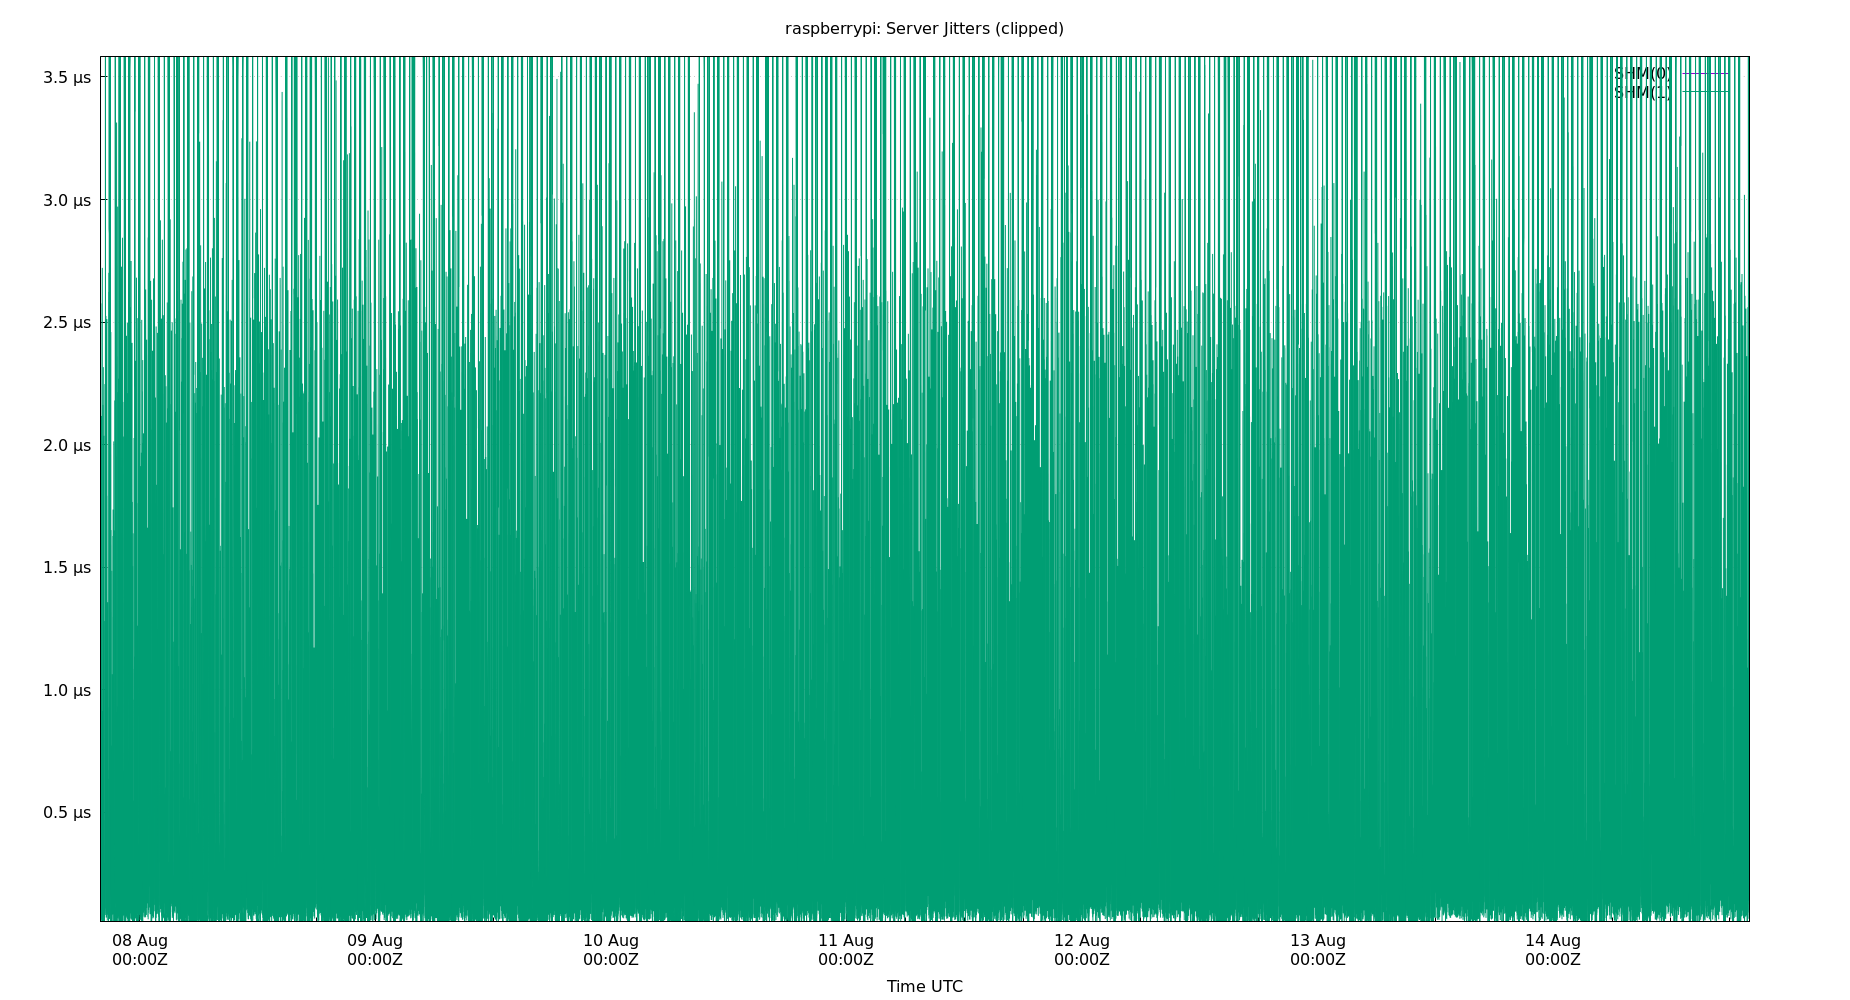 raspberrypi: Server Jitters (clipped)
3.5 µs
3.0 µs
2.5 µs
2.0 µs
1.5 µs
1.0 µs
0.5 µs
SHM(0)
SHM(1)
08 Aug
00:00Z
09 Aug
00:00Z
10 Aug
00:00Z
11 Aug
00:00Z
12 Aug
00:00Z
13 Aug
00:00Z
14 Aug
00:00Z
Time UTC